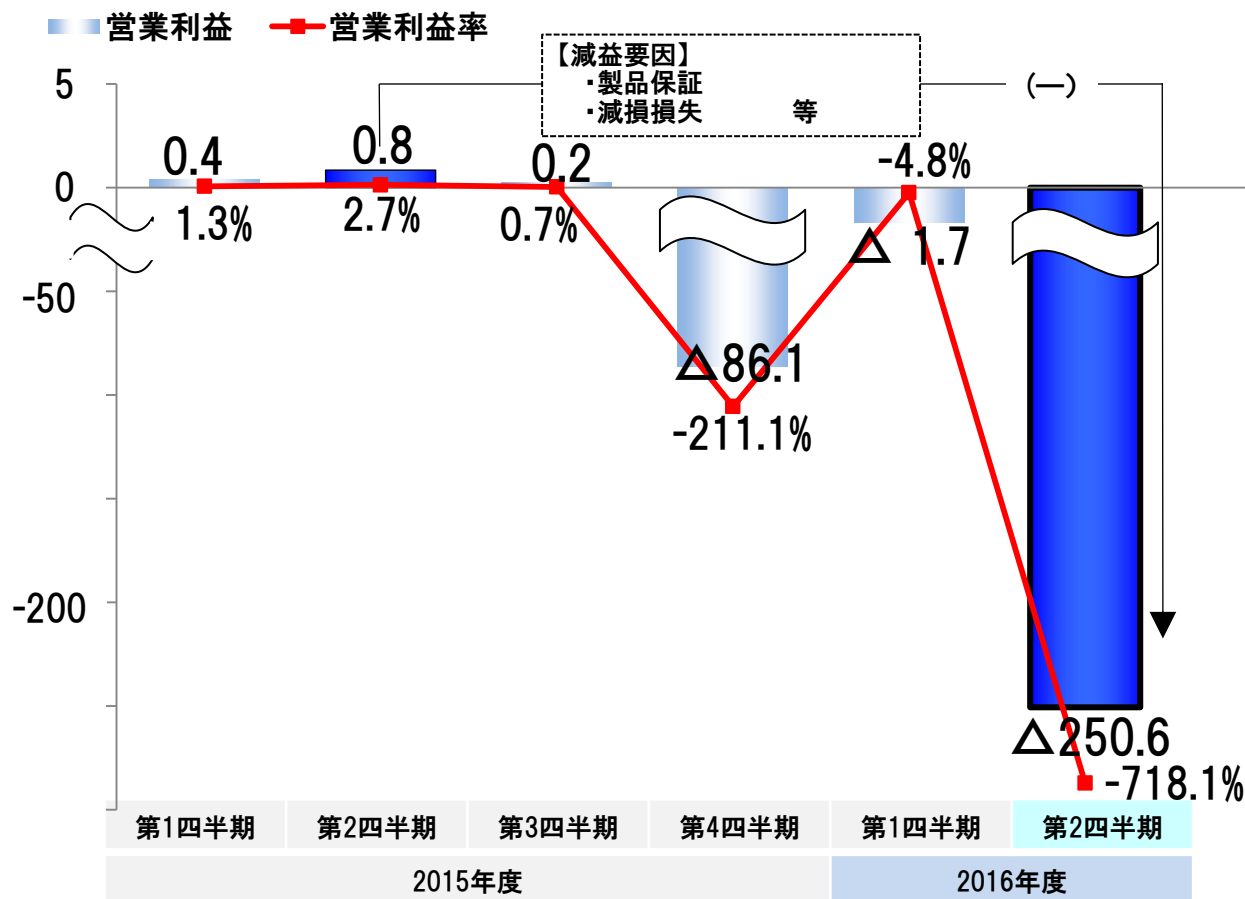 営業利益 営業利益率
【減益要因】
・製品保証
・減損損失 等
(―)
5
0
-50
-200
0.4
0.8
0.2
△86.1
△ 1.7
△250.6
1.3%
2.7%
0.7%
-211.1%
-4.8%
-718.1%
第1四半期 第2四半期 第3四半期 第4四半期 第1四半期 第2四半期
2015年度 2016年度